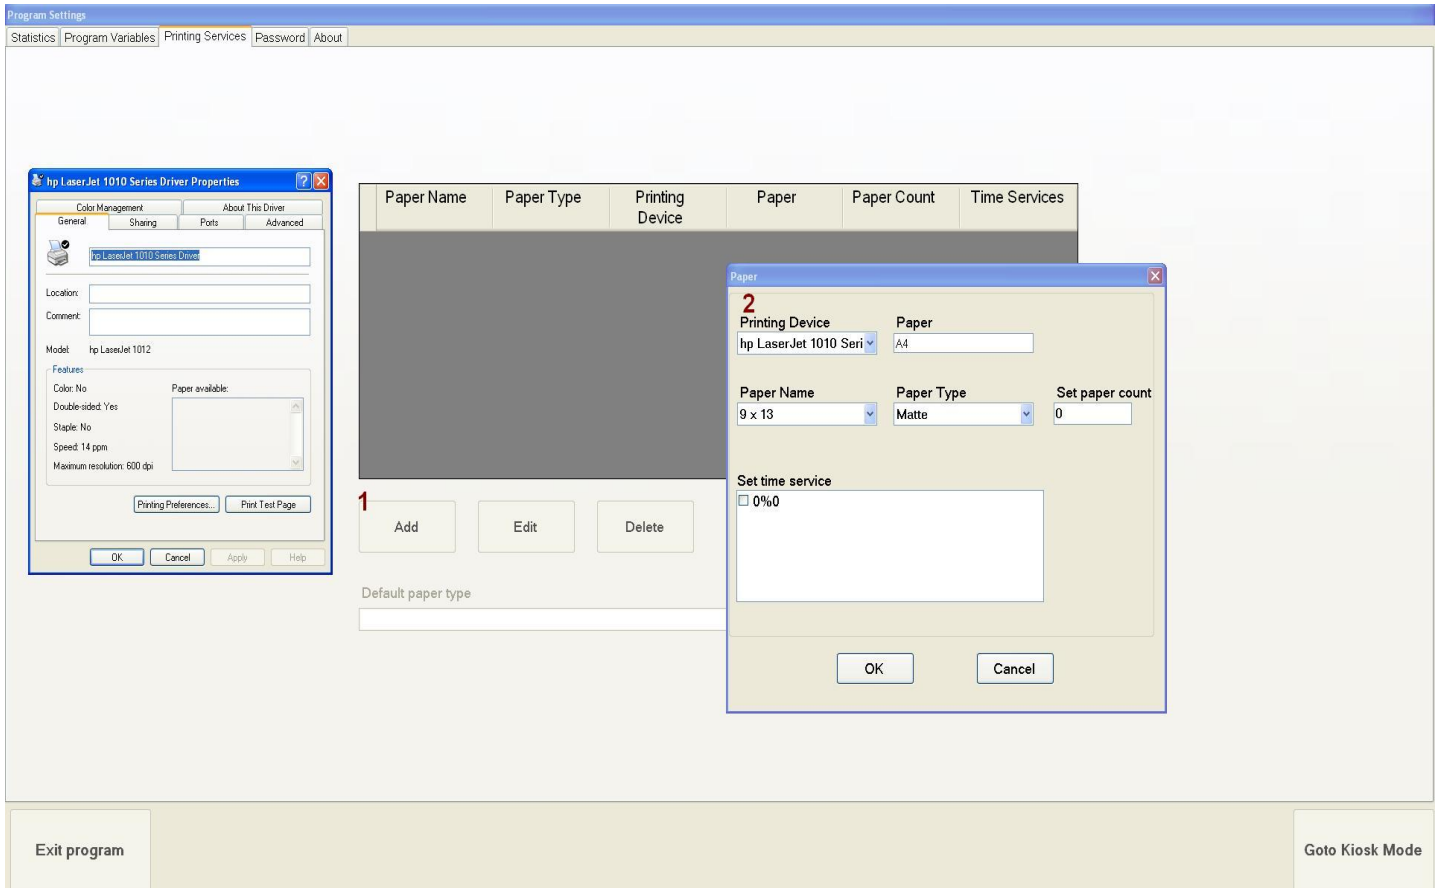 Program Settings
Statistics Program Variables Printing Services Password About
hp LaserJet 1010 Series Driver Properties
Color Management About This Driver
General Sharing Ports Advanced
hp LaserJet 1010 Series Driver
Location:
Comment:
Model: hp LaserJet 1012
Features
Color: No Paper available:
Double-sided: Yes
Staple: No
Speed: 14 ppm
Maximum resolution: 600 dpi
Printing Preferences... Print Test Page
OK Cancel Apply Help
Paper Name Paper Type Printing Device Paper Paper Count Time Services
1
Add Edit Delete
Default paper type
Paper
2
Printing Device Paper
hp LaserJet 1010 Seri A4
Paper Name Paper Type Set paper count
9 x 13 Matte 0
Set time service
0%0
OK Cancel
Exit program Goto Kiosk Mode